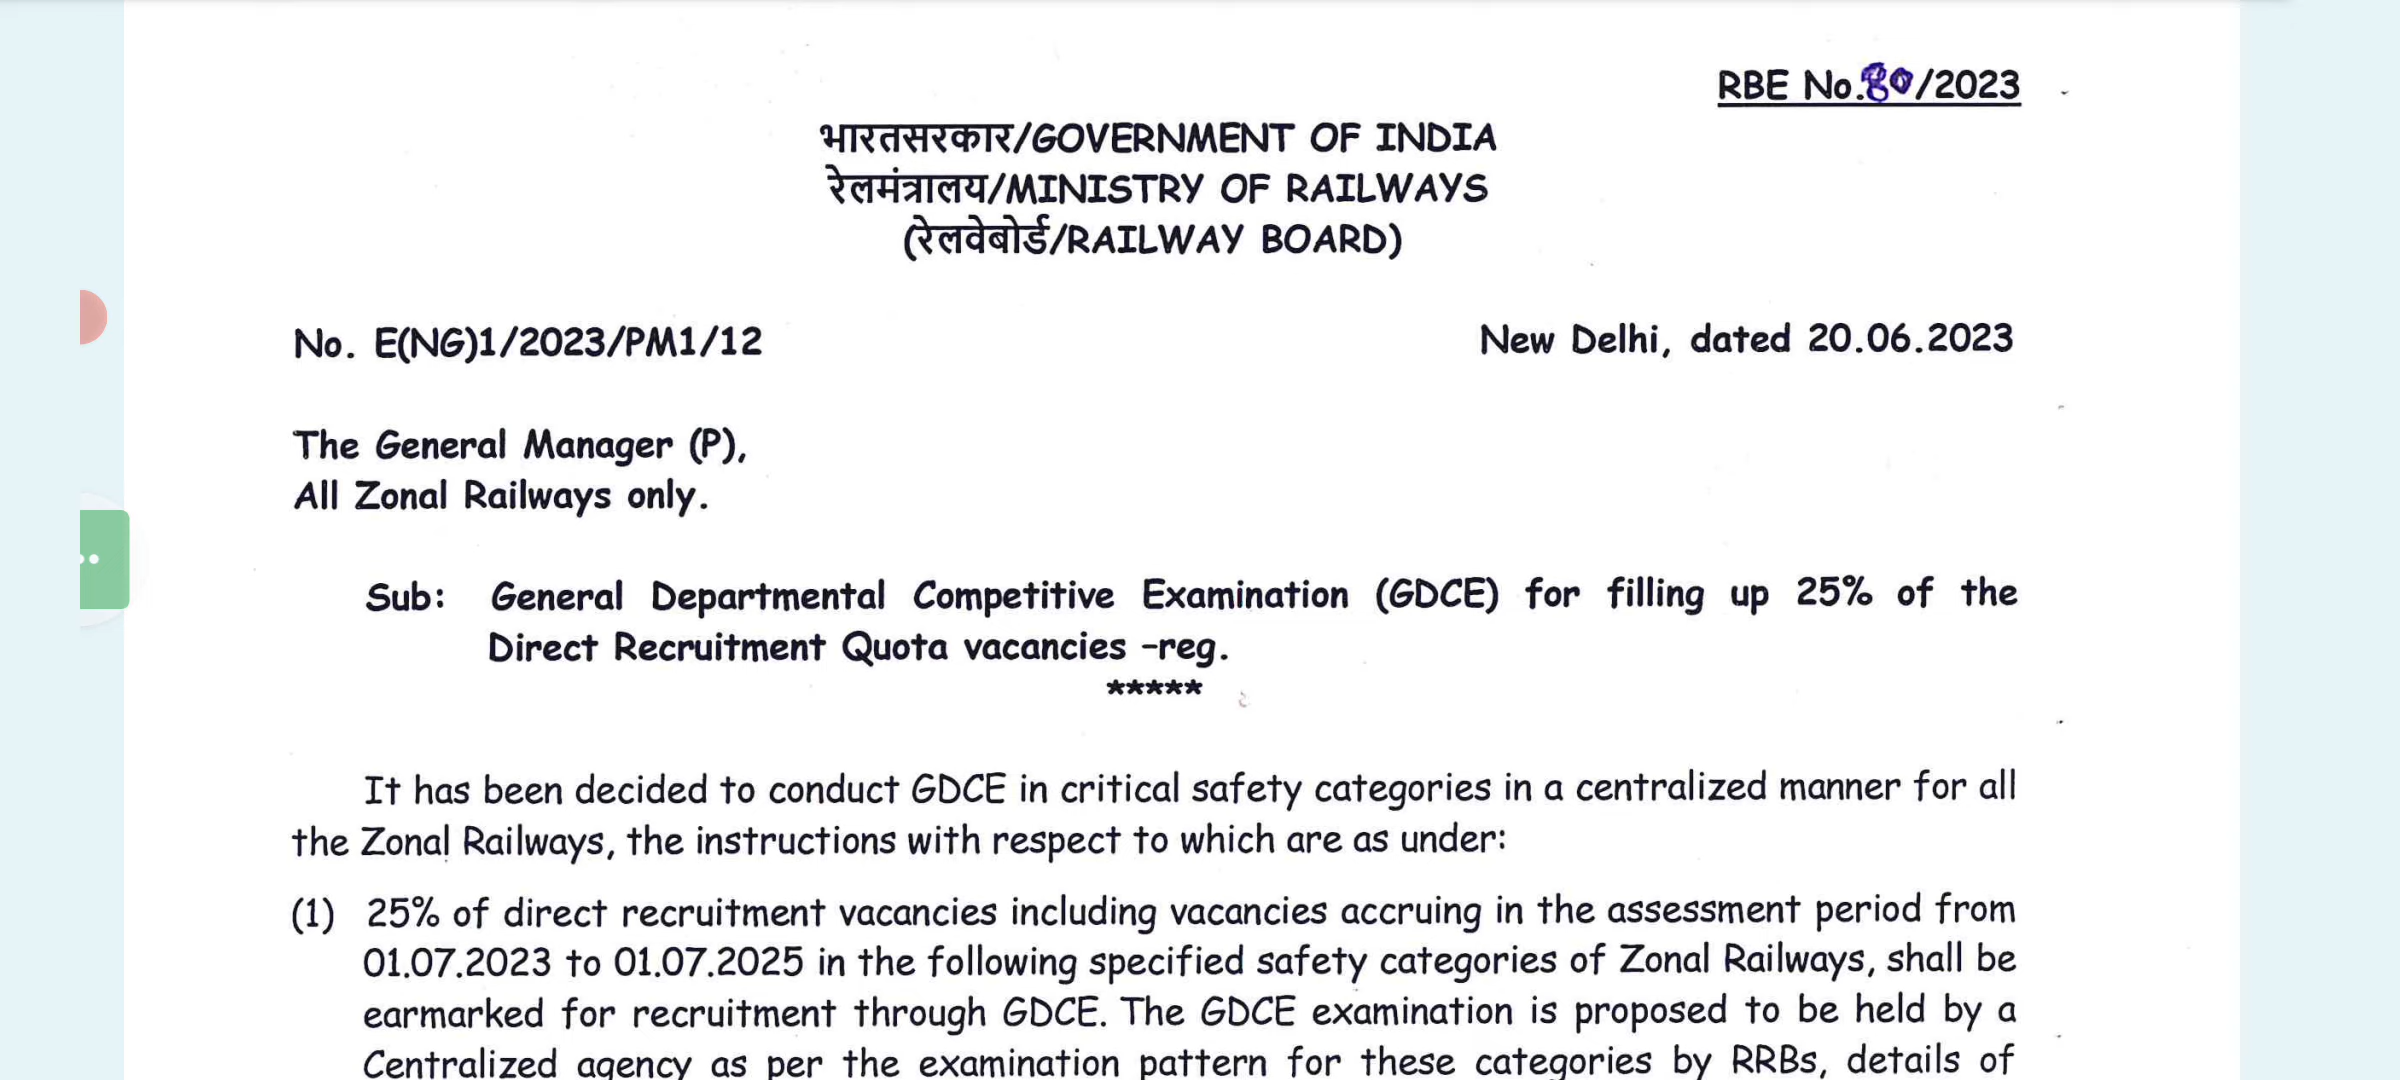 RBE No.80/2023
भारतसरकार/GOVERNMENT OF INDIA
रेलमंत्रालय/MINISTRY OF RAILWAYS
(रेलवेबोर्ड/RAILWAY BOARD)
No. E(NG)1/2023/PM1/12 New Delhi, dated 20.06.2023
The General Manager (P),
All Zonal Railways only.
Sub: General Departmental Competitive Examination (GDCE) for filling up 25% of the
Direct Recruitment Quota vacancies -reg.
*****
It has been decided to conduct GDCE in critical safety categories in a centralized manner for all
the Zonal Railways, the instructions with respect to which are as under:
(1) 25% of direct recruitment vacancies including vacancies accruing in the assessment period from
01.07.2023 to 01.07.2025 in the following specified safety categories of Zonal Railways, shall be
earmarked for recruitment through GDCE. The GDCE examination is proposed to be held by a
Centralized agency as per the examination pattern for these categories by RRBs, details of